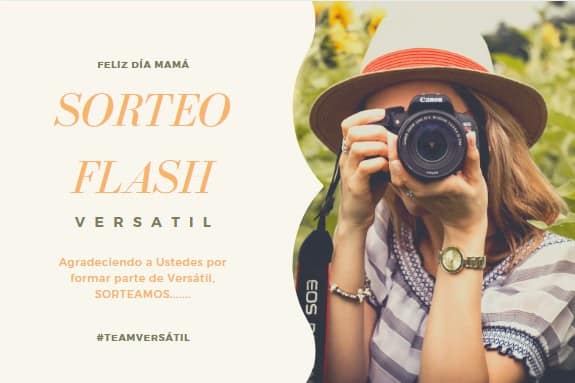 FELIZ DÍA MAMÁ
SORTEO
FLASH
VERSATIL
Agradeciendo a Ustedes por
formar parte de Versátil,
SORTEAMOS.......
#TEAMVERSÁTIL
Canon
EOS